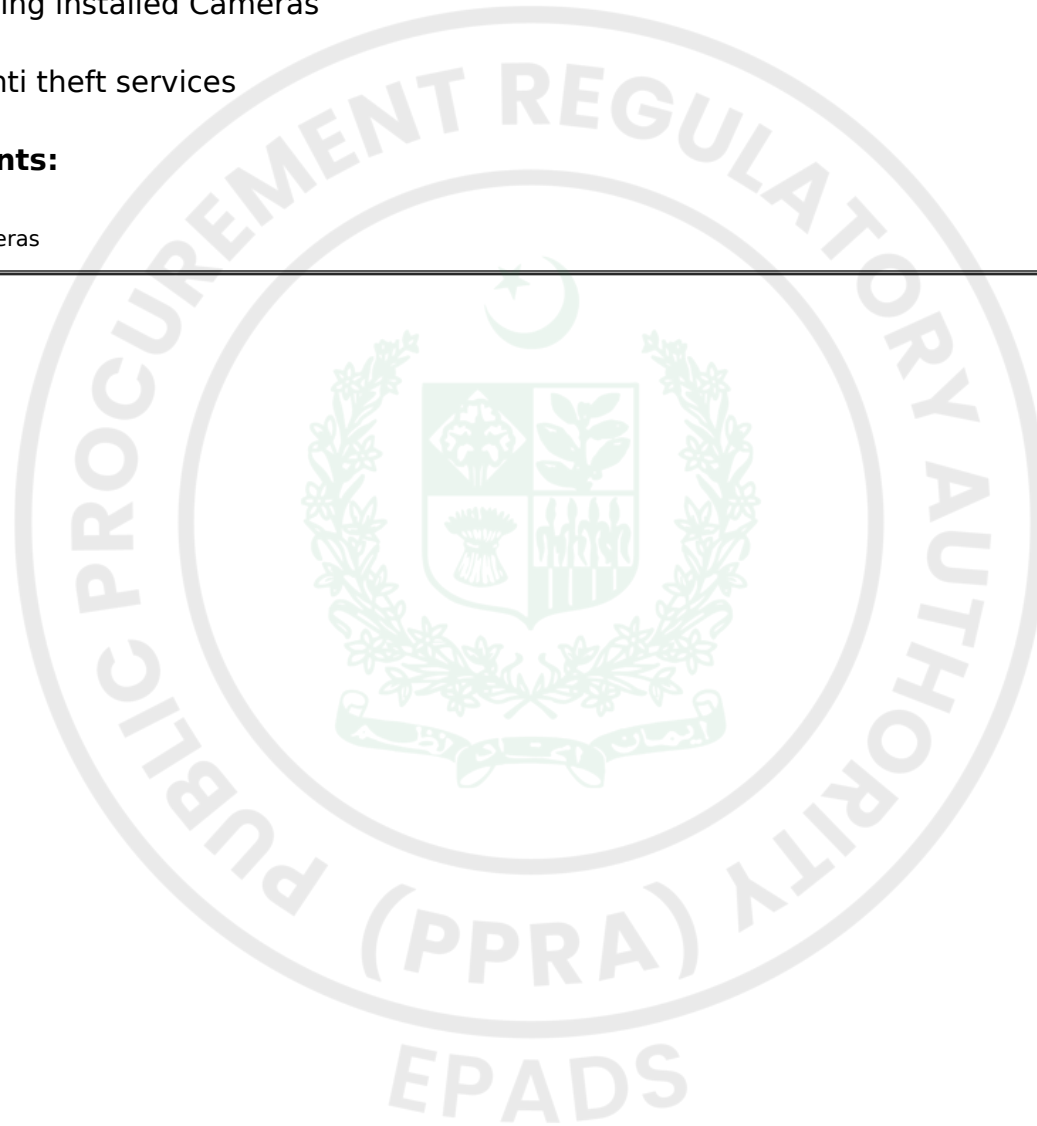 ing Installed Cameras
nti theft services
nts:
eras
PUBLIC PROCUREMENT REGULATORY AUTHORITY
(PPRA)
EPADS